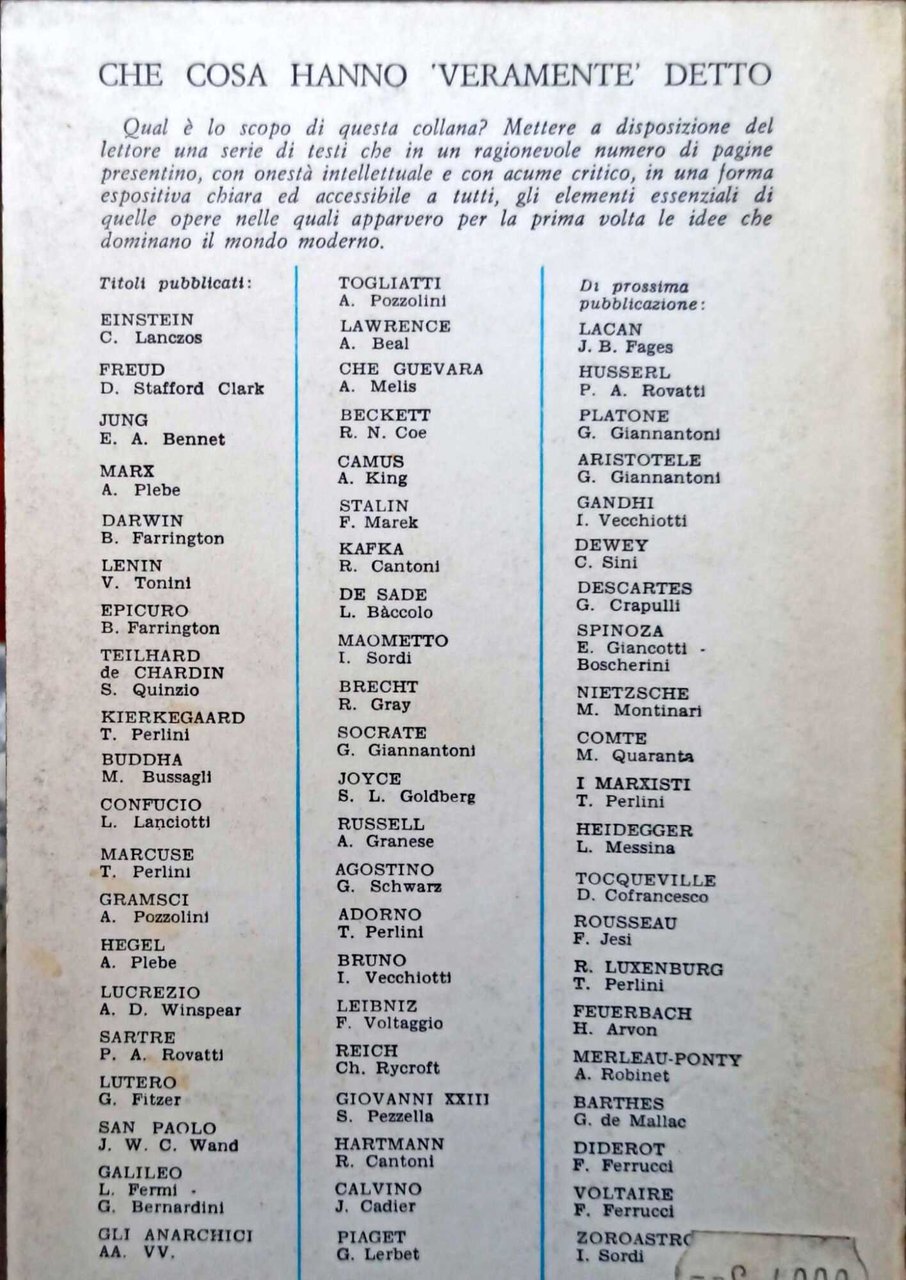 CHE COSA HANNO 'VERAMENTE' DETTO
Qual è lo scopo di questa collana? Mettere a disposizione del
lettore una serie di testi che in un ragionevole numero di pagine
presentino, con onestà intellettuale e con acume critico, in una forma
espositiva chiara ed accessibile a tutti, gli elementi essenziali di
quelle opere nelle quali apparvero per la prima volta le idee che
dominano il mondo moderno.
Titoli pubblicati:
EINSTEIN
C. Lanczos
FREUD
D. Stafford Clark
JUNG
E. A. Bennet
MARX
A. Plebe
DARWIN
B. Farrington
LENIN
V. Tonini
EPICURO
B. Farrington
TEILHARD
de CHARDIN
S. Quinzio
KIERKEGAARD
T. Perlini
BUDDHA
M. Bussagli
CONFUCIO
L. Lanciotti
MARCUSE
T. Perlini
GRAMSCI
A. Pozzolini
HEGEL
A. Plebe
LUCREZIO
A. D. Winspear
SARTRE
P. A. Rovatti
LUTERO
G. Fitzer
SAN PAOLO
J. W. C. Wand
GALILEO
L. Fermi -
G. Bernardini
GLI ANARCHICI
AA. VV.
TOGLIATTI
A. Pozzolini
LAWRENCE
A. Beal
CHE GUEVARA
A. Melis
BECKETT
R. N. Coe
CAMUS
A. King
STALIN
F. Marek
KAFKA
R. Cantoni
DE SADE
L. Bàccolo
MAOMETTO
I. Sordi
BRECHT
R. Gray
SOCRATE
G. Giannantoni
JOYCE
S. L. Goldberg
RUSSELL
A. Granese
AGOSTINO
G. Schwarz
ADORNO
T. Perlini
BRUNO
I. Vecchiotti
LEIBNIZ
F. Voltaggio
REICH
Ch. Rycroft
GIOVANNI XXIII
S. Pezzella
HARTMANN
R. Cantoni
CALVINO
J. Cadier
PIAGET
G. Lerbet
Di prossima
pubblicazione:
LACAN
J. B. Fages
HUSSERL
P. A. Rovatti
PLATONE
G. Giannantoni
ARISTOTELE
G. Giannantoni
GANDHI
I. Vecchiotti
DEWEY
C. Sini
DESCARTES
G. Crapulli
SPINOZA
E. Giancotti -
Boscherini
NIETZSCHE
M. Montinari
COMTE
M. Quaranta
I MARXISTI
T. Perlini
HEIDEGGER
L. Messina
TOCQUEVILLE
D. Cofrancesco
ROUSSEAU
F. Jesi
R. LUXENBURG
T. Perlini
FEUERBACH
H. Arvon
MERLEAU-PONTY
A. Robinet
BARTHES
G. de Mallac
DIDEROT
F. Ferrucci
VOLTAIRE
F. Ferrucci
ZOROASTRO
I. Sordi